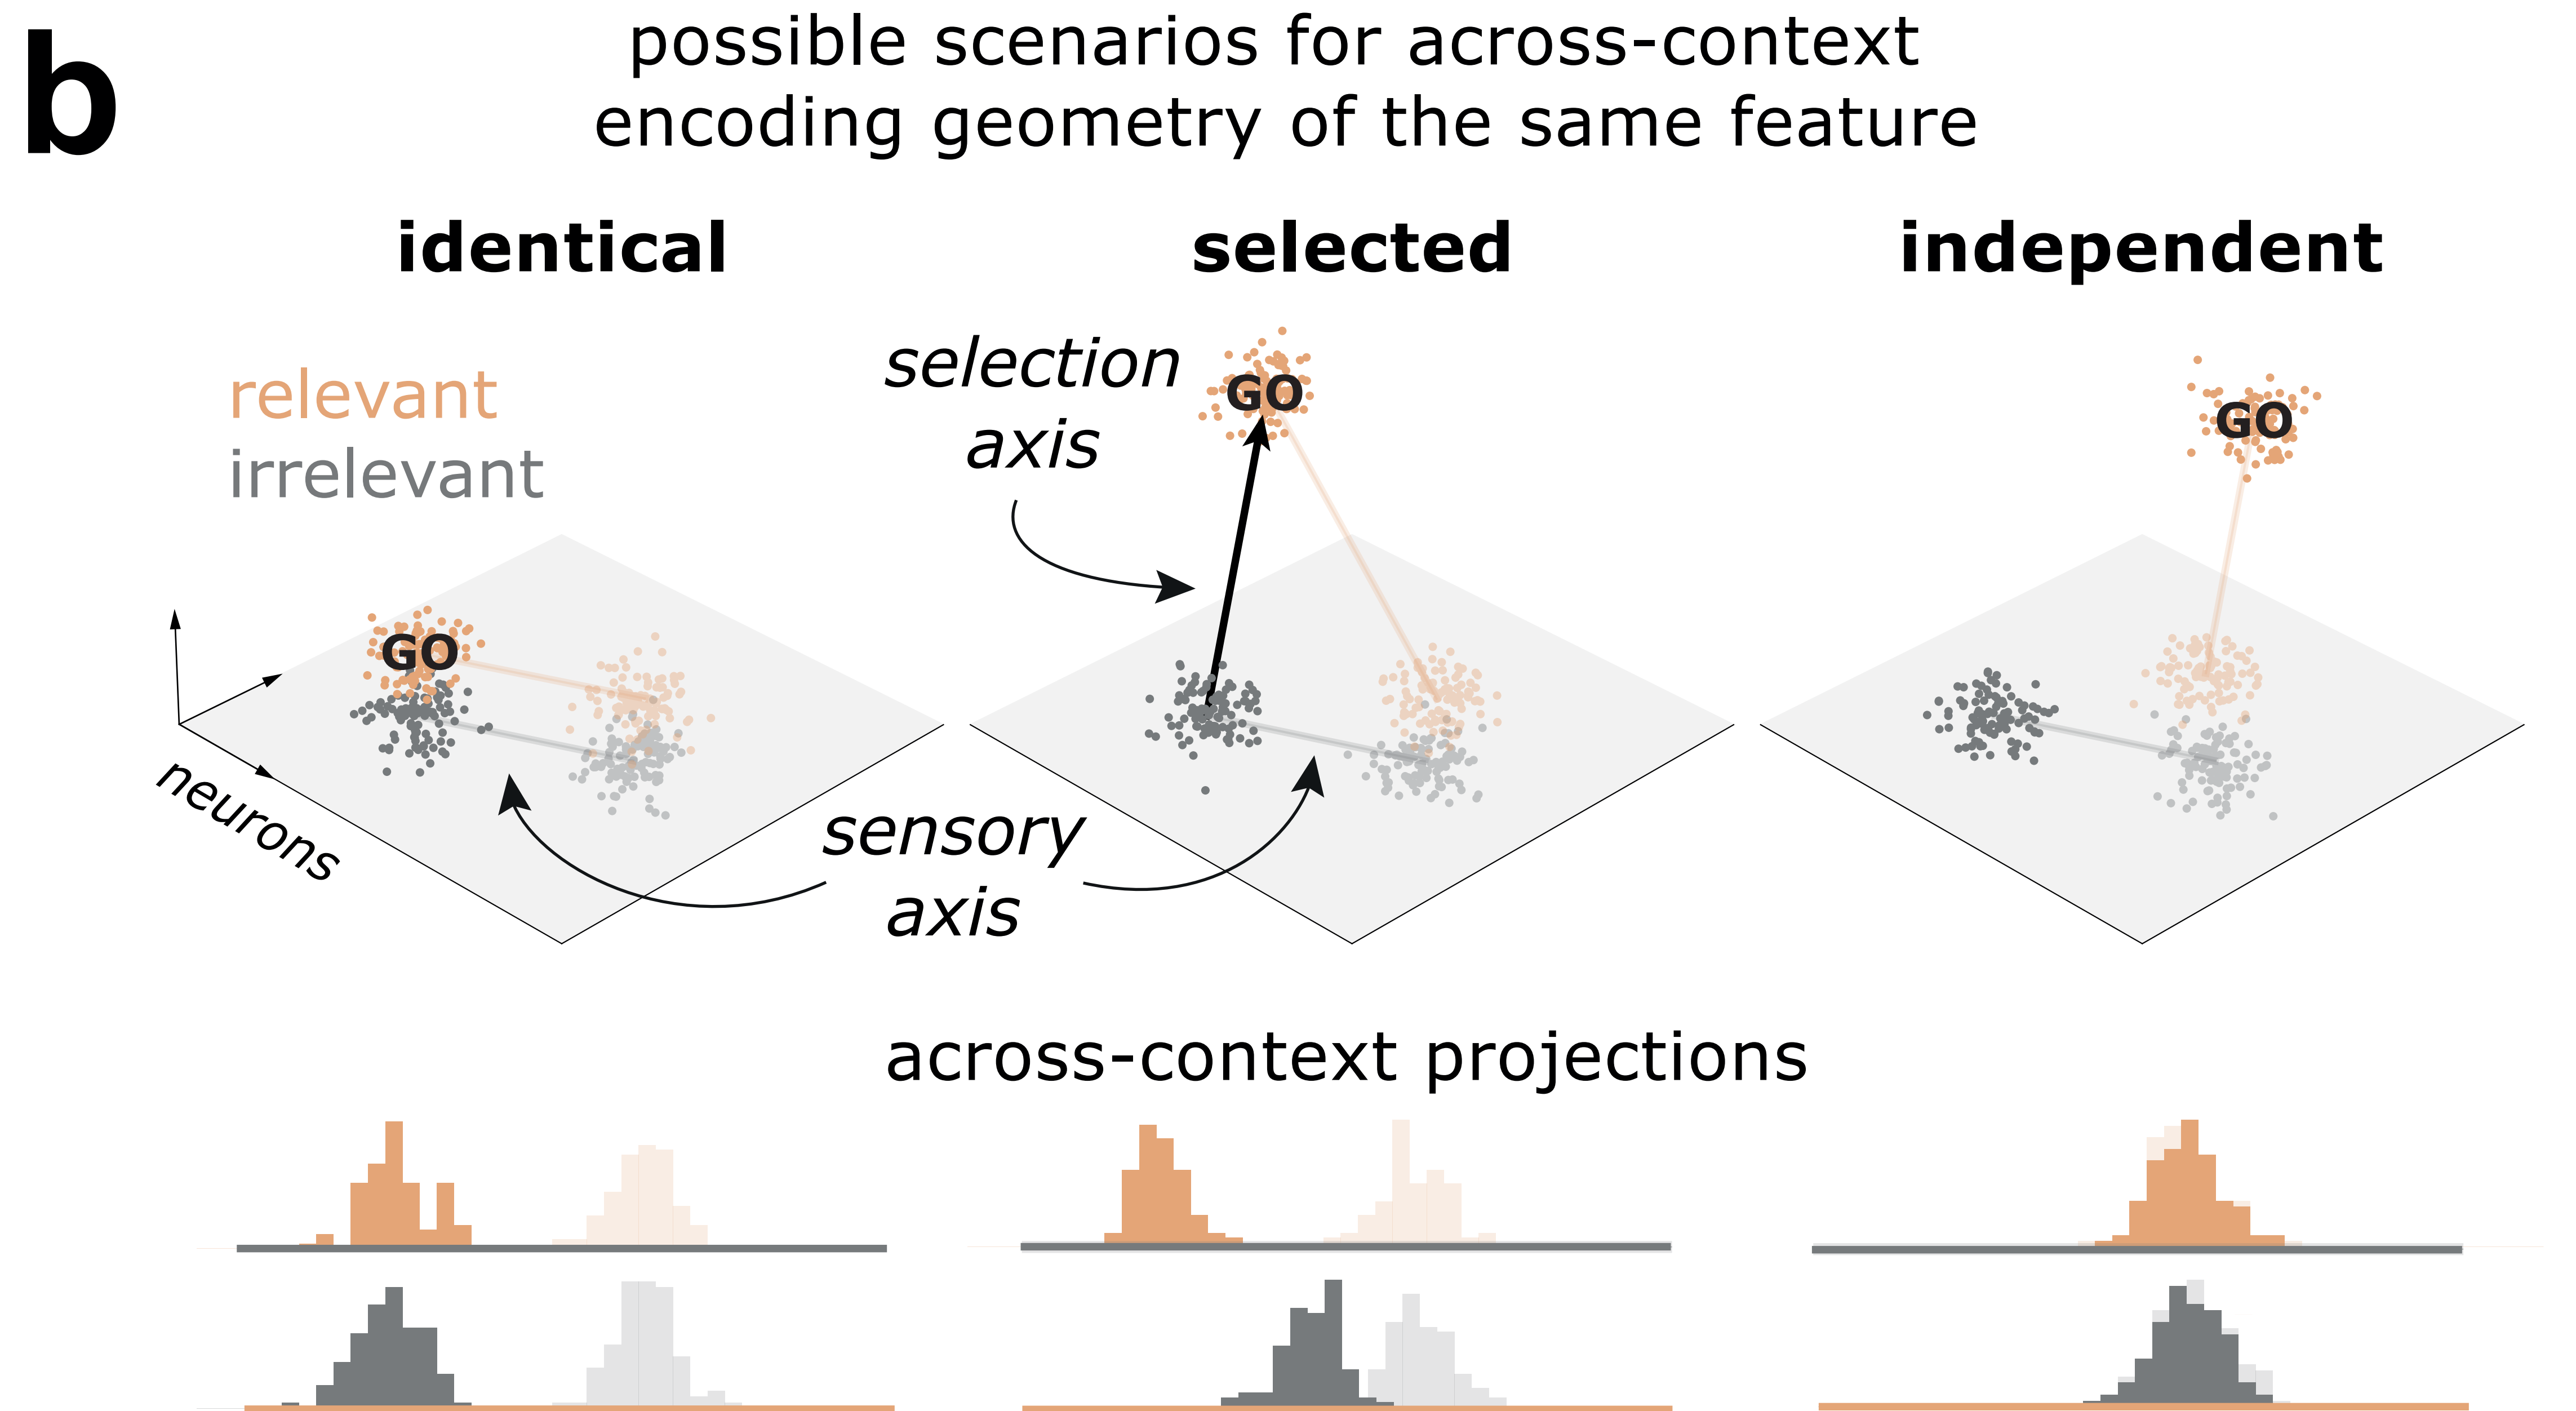 b
possible scenarios for across-context
encoding geometry of the same feature
identical
selected
independent
relevant
irrelevant
selection
axis
GO
GO
GO
neurons
sensory
axis
across-context projections